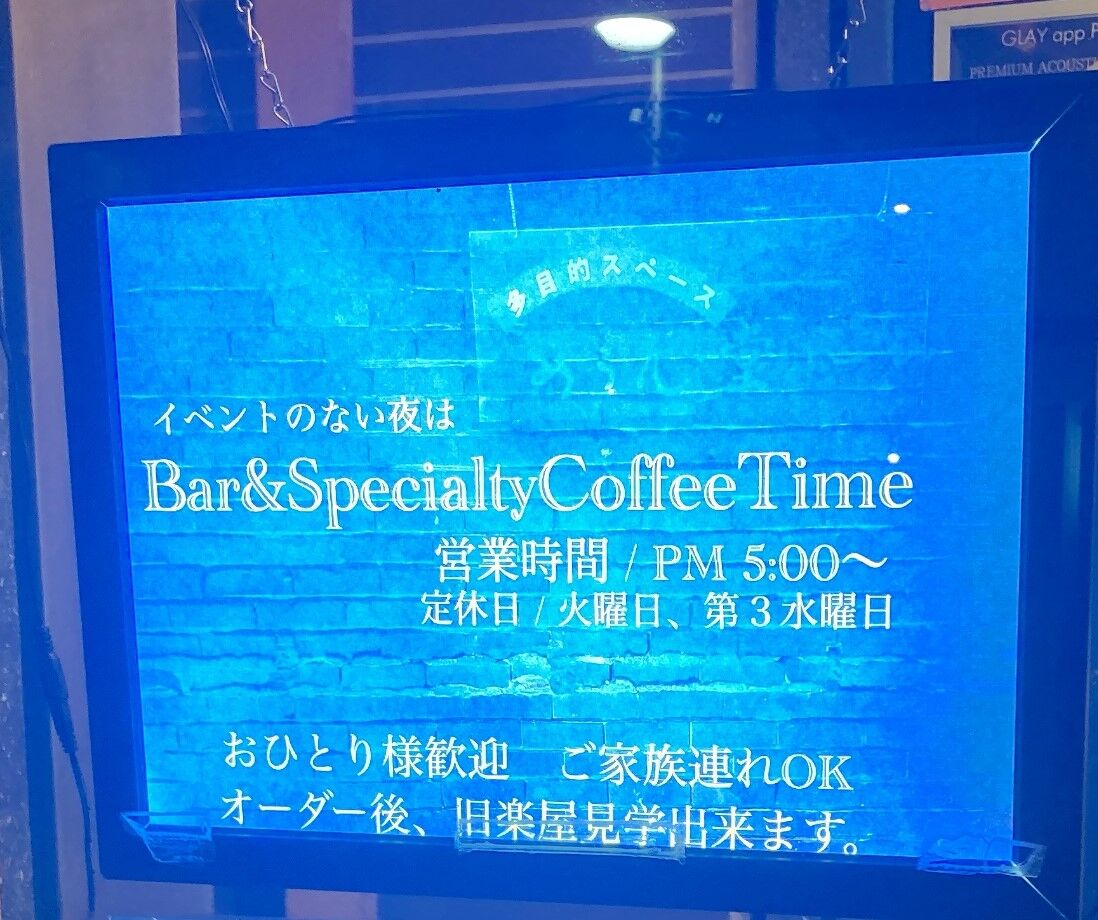 GLAY app
PREMIUM ACOUSTI
多目的スペース
イベントのない夜は
Bar&SpecialtyCoffeeTime
営業時間 / PM 5:00～
定休日 / 火曜日、第３水曜日
おひとり様歓迎　ご家族連れOK
オーダー後、旧楽屋見学出来ます。